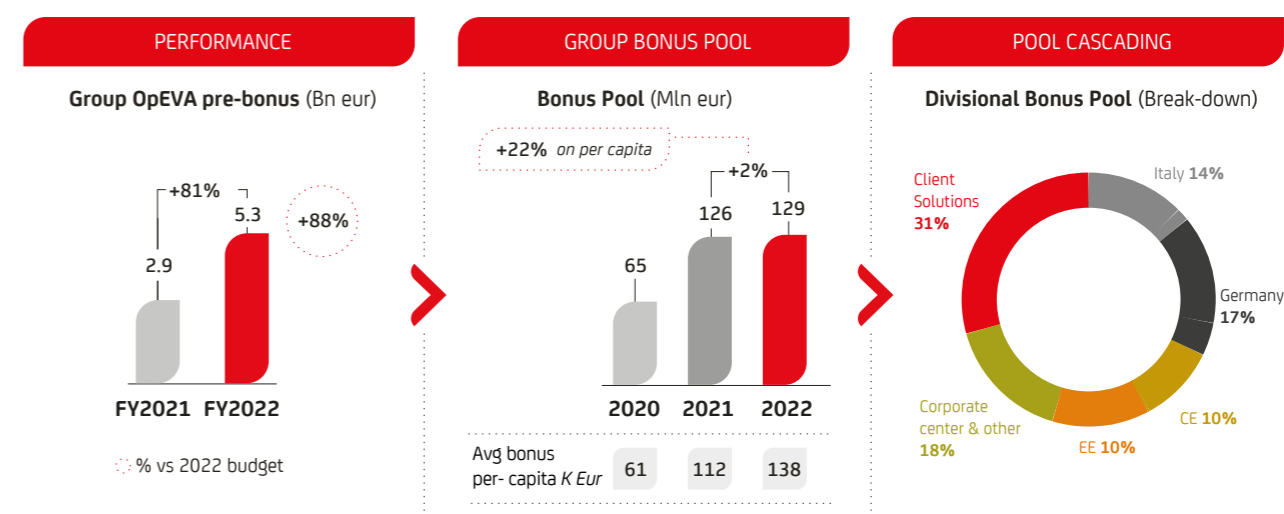 PERFORMANCE
Group OpEVA pre-bonus (Bn eur)
+81%
5.3
+88%
2.9
FY2021 FY2022
% vs 2022 budget
GROUP BONUS POOL
Bonus Pool (Mln eur)
+22% on per capita
+2%
126
129
65
2020 2021 2022
Avg bonus
per- capita K Eur
61 112 138
POOL CASCADING
Divisional Bonus Pool (Break-down)
Client
Solutions
31%
Italy 14%
Germany
17%
CE 10%
EE 10%
Corporate
center & other
18%